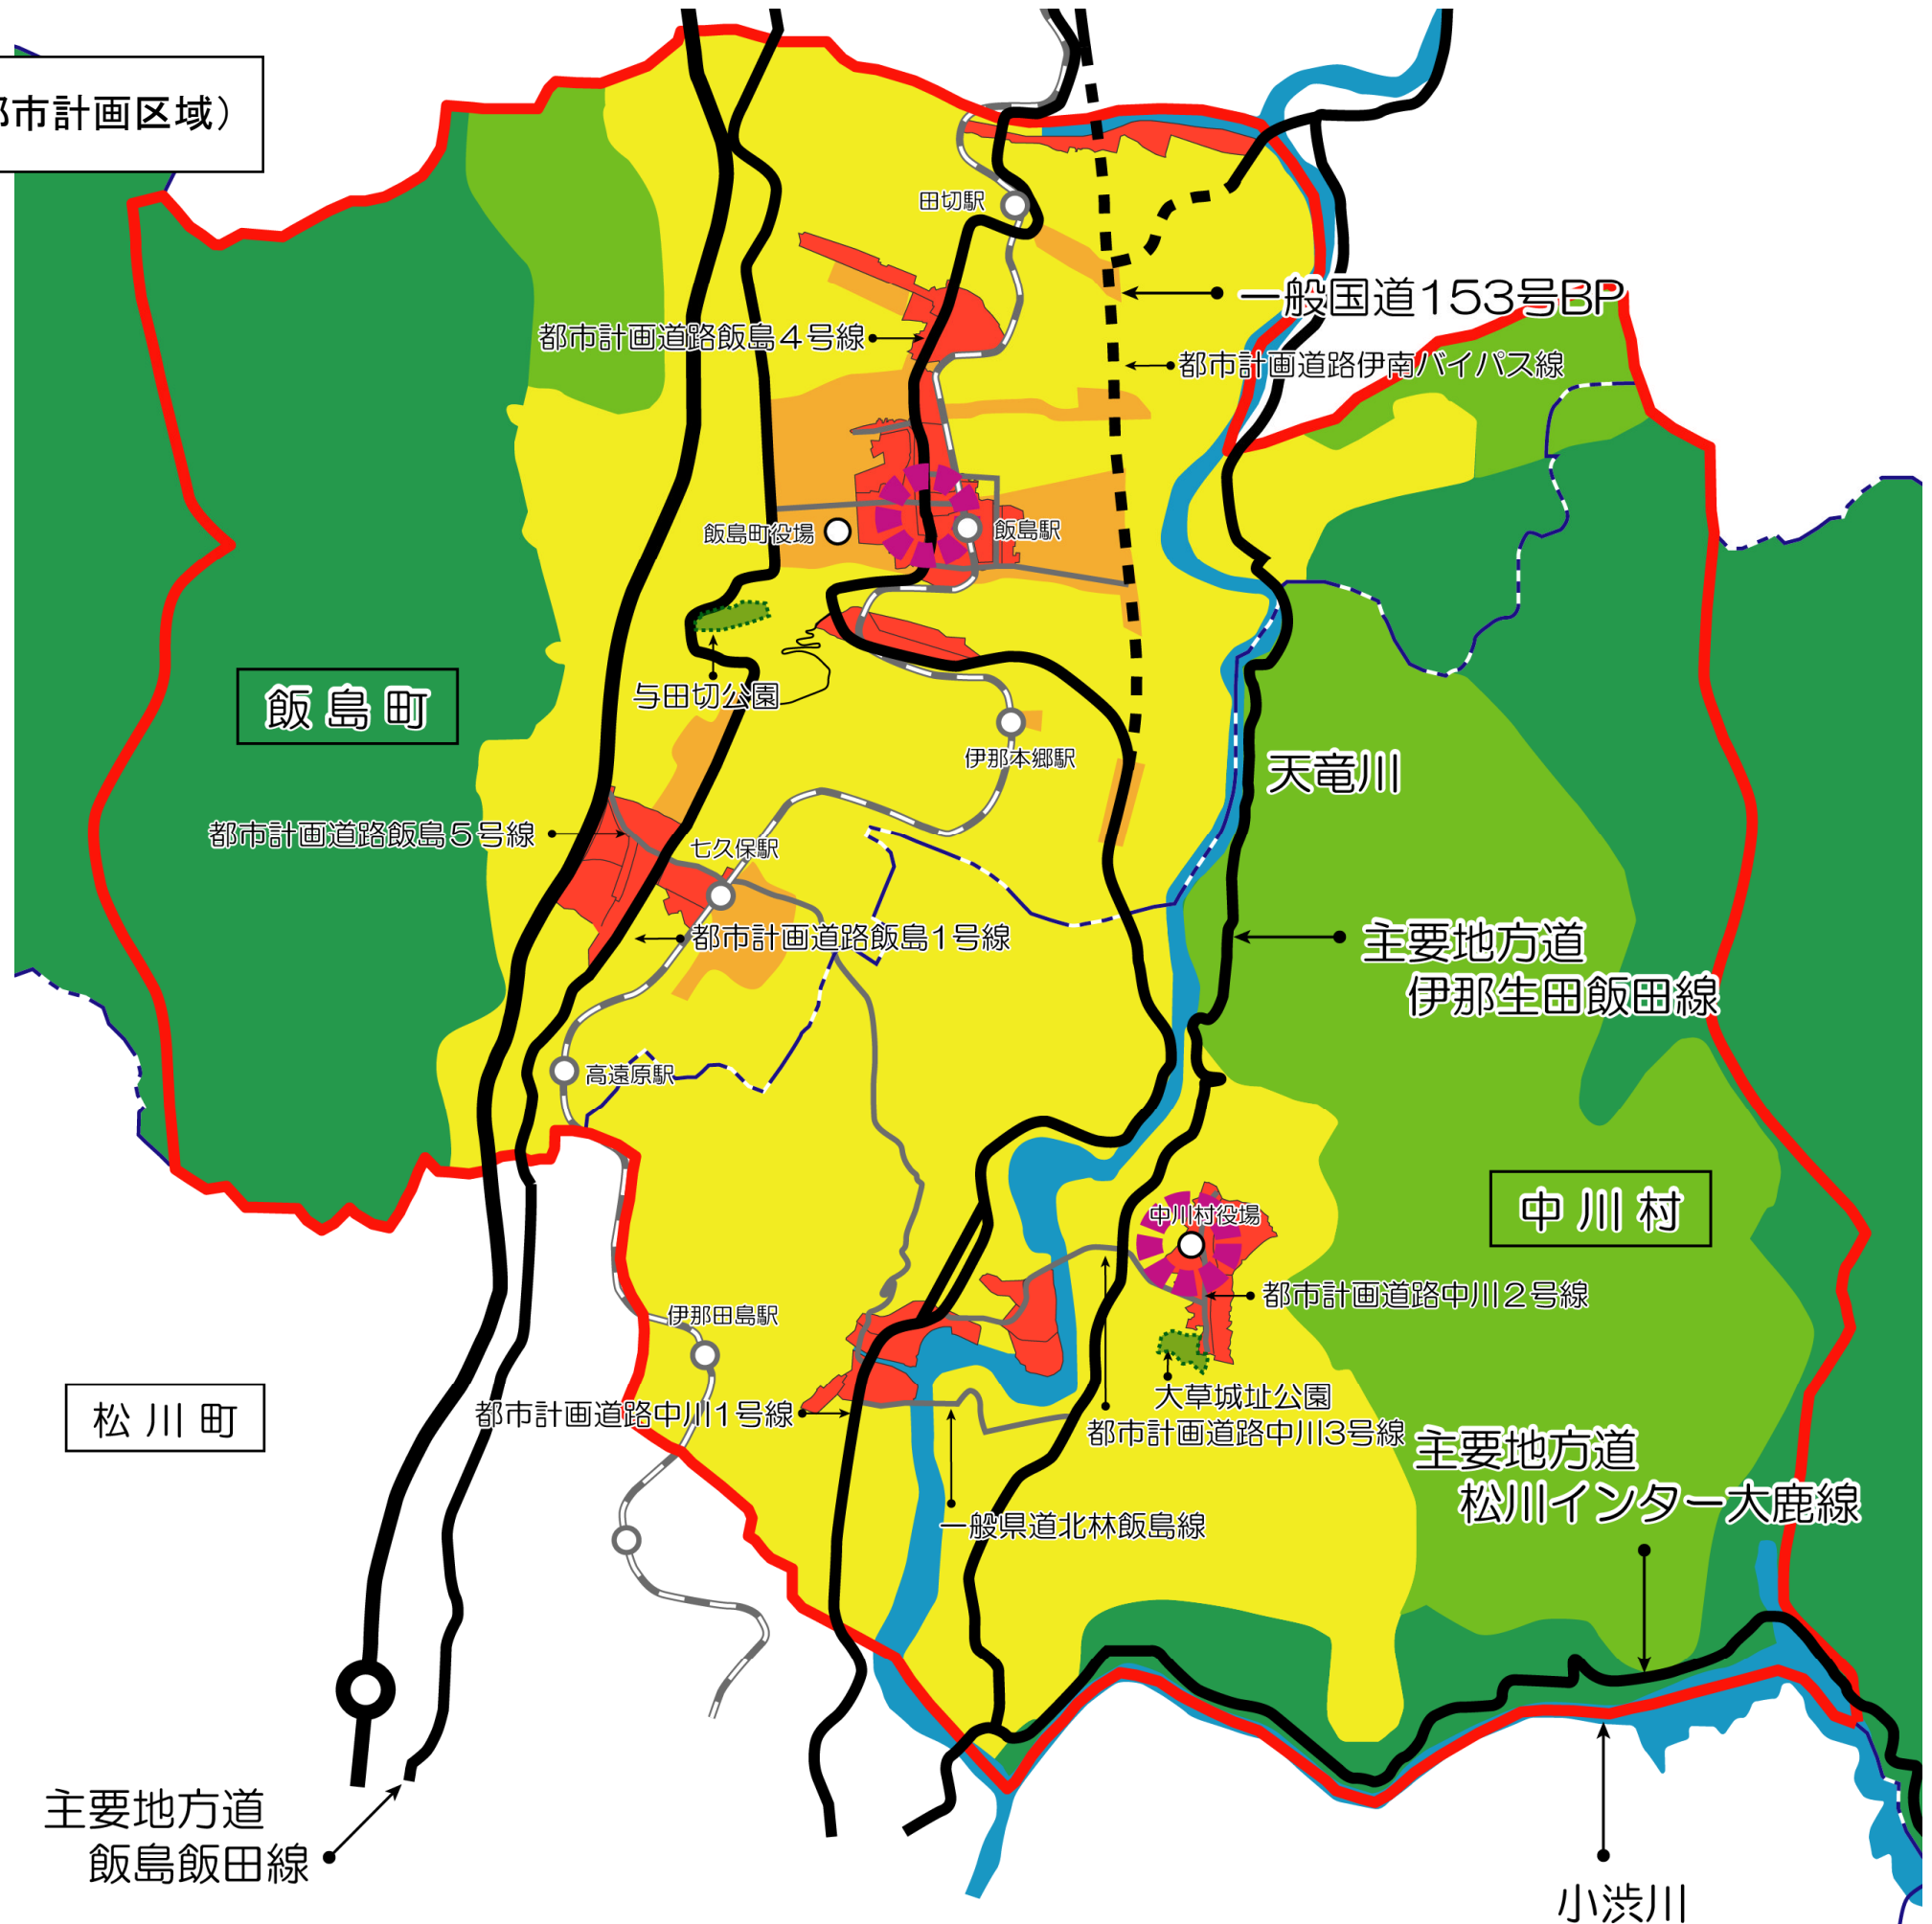 都市計画区域）
田切駅
一般国道153号BP
都市計画道路飯島４号線
都市計画道路伊南バイパス線
飯島町役場
飯島駅
与田切公園
飯島町
伊那本郷駅
天竜川
都市計画道路飯島５号線
七久保駅
都市計画道路飯島１号線
主要地方道
伊那生田飯田線
高遠原駅
中川村
中川村役場
都市計画道路中川２号線
伊那田島駅
松川町
都市計画道路中川１号線
大草城址公園
都市計画道路中川3号線
主要地方道
松川インター大鹿線
一般県道北林飯島線
主要地方道
飯島飯田線
小渋川